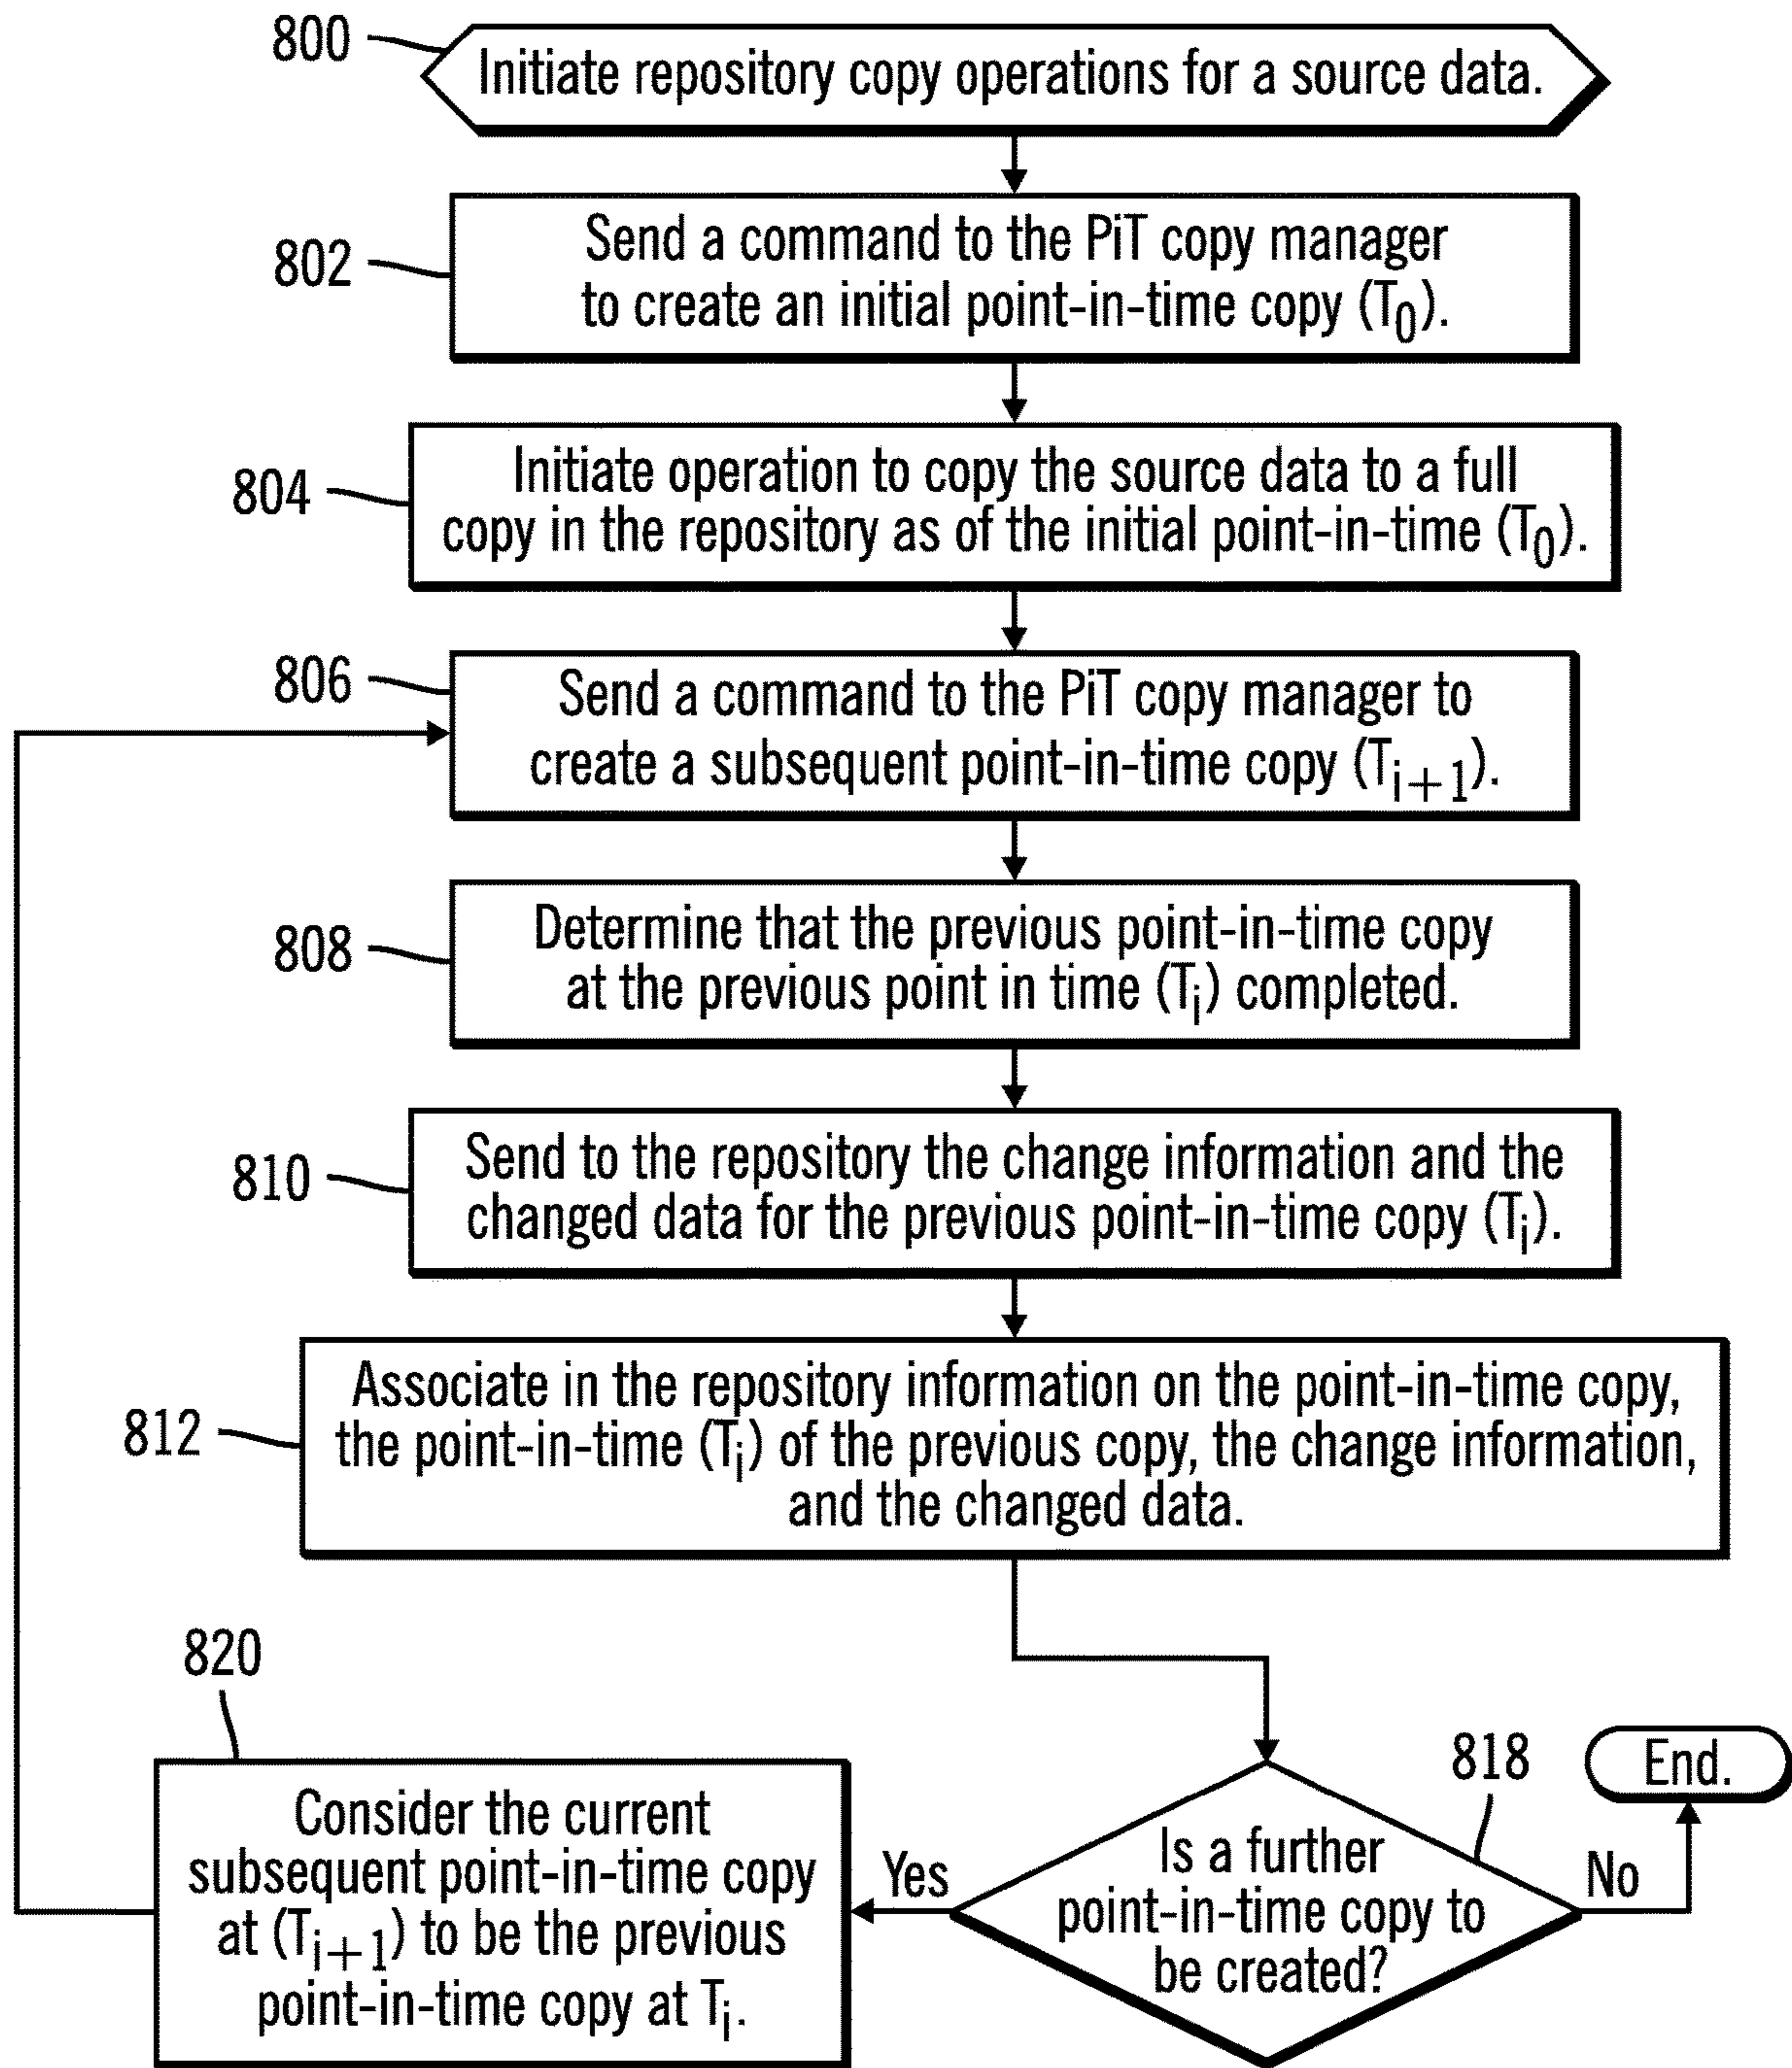 800
Initiate repository copy operations for a source data.
802
Send a command to the PiT copy manager
to create an initial point-in-time copy (T0).
804
Initiate operation to copy the source data to a full
copy in the repository as of the initial point-in-time (T0).
806
Send a command to the PiT copy manager to
create a subsequent point-in-time copy (Ti+1).
808
Determine that the previous point-in-time copy
at the previous point in time (Ti) completed.
810
Send to the repository the change information and the
changed data for the previous point-in-time copy (Ti).
812
Associate in the repository information on the point-in-time copy,
the point-in-time (Ti) of the previous copy, the change information,
and the changed data.
820
Consider the current
subsequent point-in-time copy
at (Ti+1) to be the previous
point-in-time copy at Ti.
Yes
818
Is a further
point-in-time copy to
be created?
No
End.